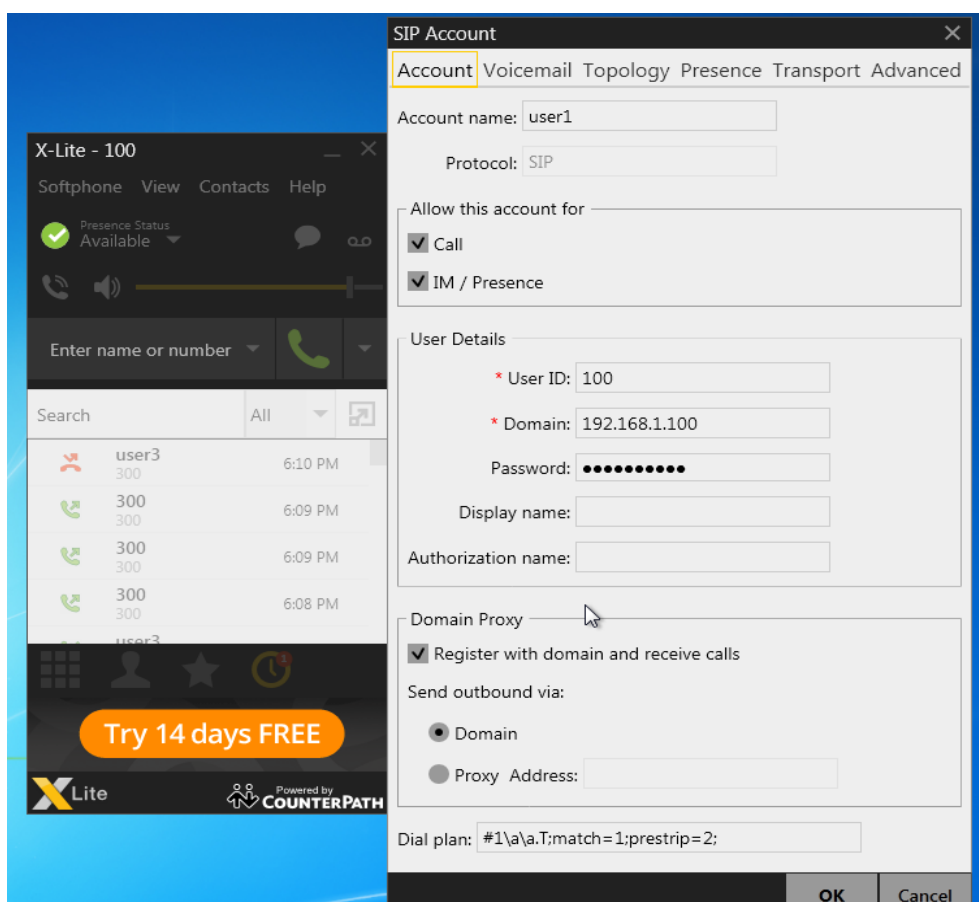 SIP Account
Account Voicemail Topology Presence Transport Advanced
Account name: user1
Protocol: SIP
Allow this account for
Call
IM / Presence
User Details
* User ID: 100
* Domain: 192.168.1.100
Password: ●●●●●●●●●●
Display name:
Authorization name:
Domain Proxy
Register with domain and receive calls
Send outbound via:
Domain
Proxy Address:
Dial plan: #1\a\a.T;match=1;prestrip=2;
OK Cancel
X-Lite - 100
Softphone View Contacts Help
Presence Status
Available
Enter name or number
Search All
user3
300
6:10 PM
300
300
6:09 PM
300
300
6:09 PM
300
300
6:08 PM
user3
1
Try 14 days FREE
XLite
Powered by
COUNTERPATH